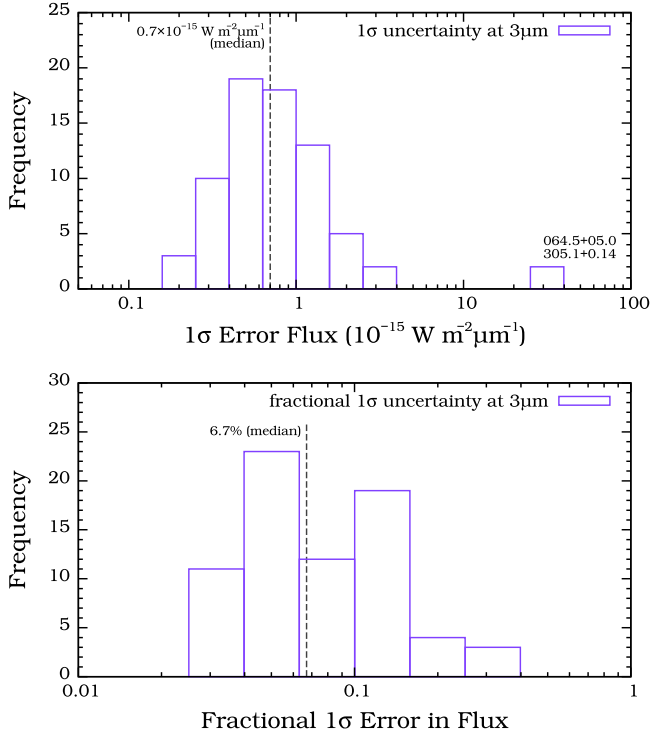 25
20
15
10
5
0
Frequency
0.7×10⁻¹⁵ W m⁻²μm⁻¹
(median)
1σ uncertainty at 3μm
064.5+05.0
305.1+0.14
0.1 1 10 100
1σ Error Flux (10⁻¹⁵ W m⁻²μm⁻¹)
30
25
20
15
10
5
0
Frequency
fractional 1σ uncertainty at 3μm
6.7% (median)
0.01 0.1 1
Fractional 1σ Error in Flux